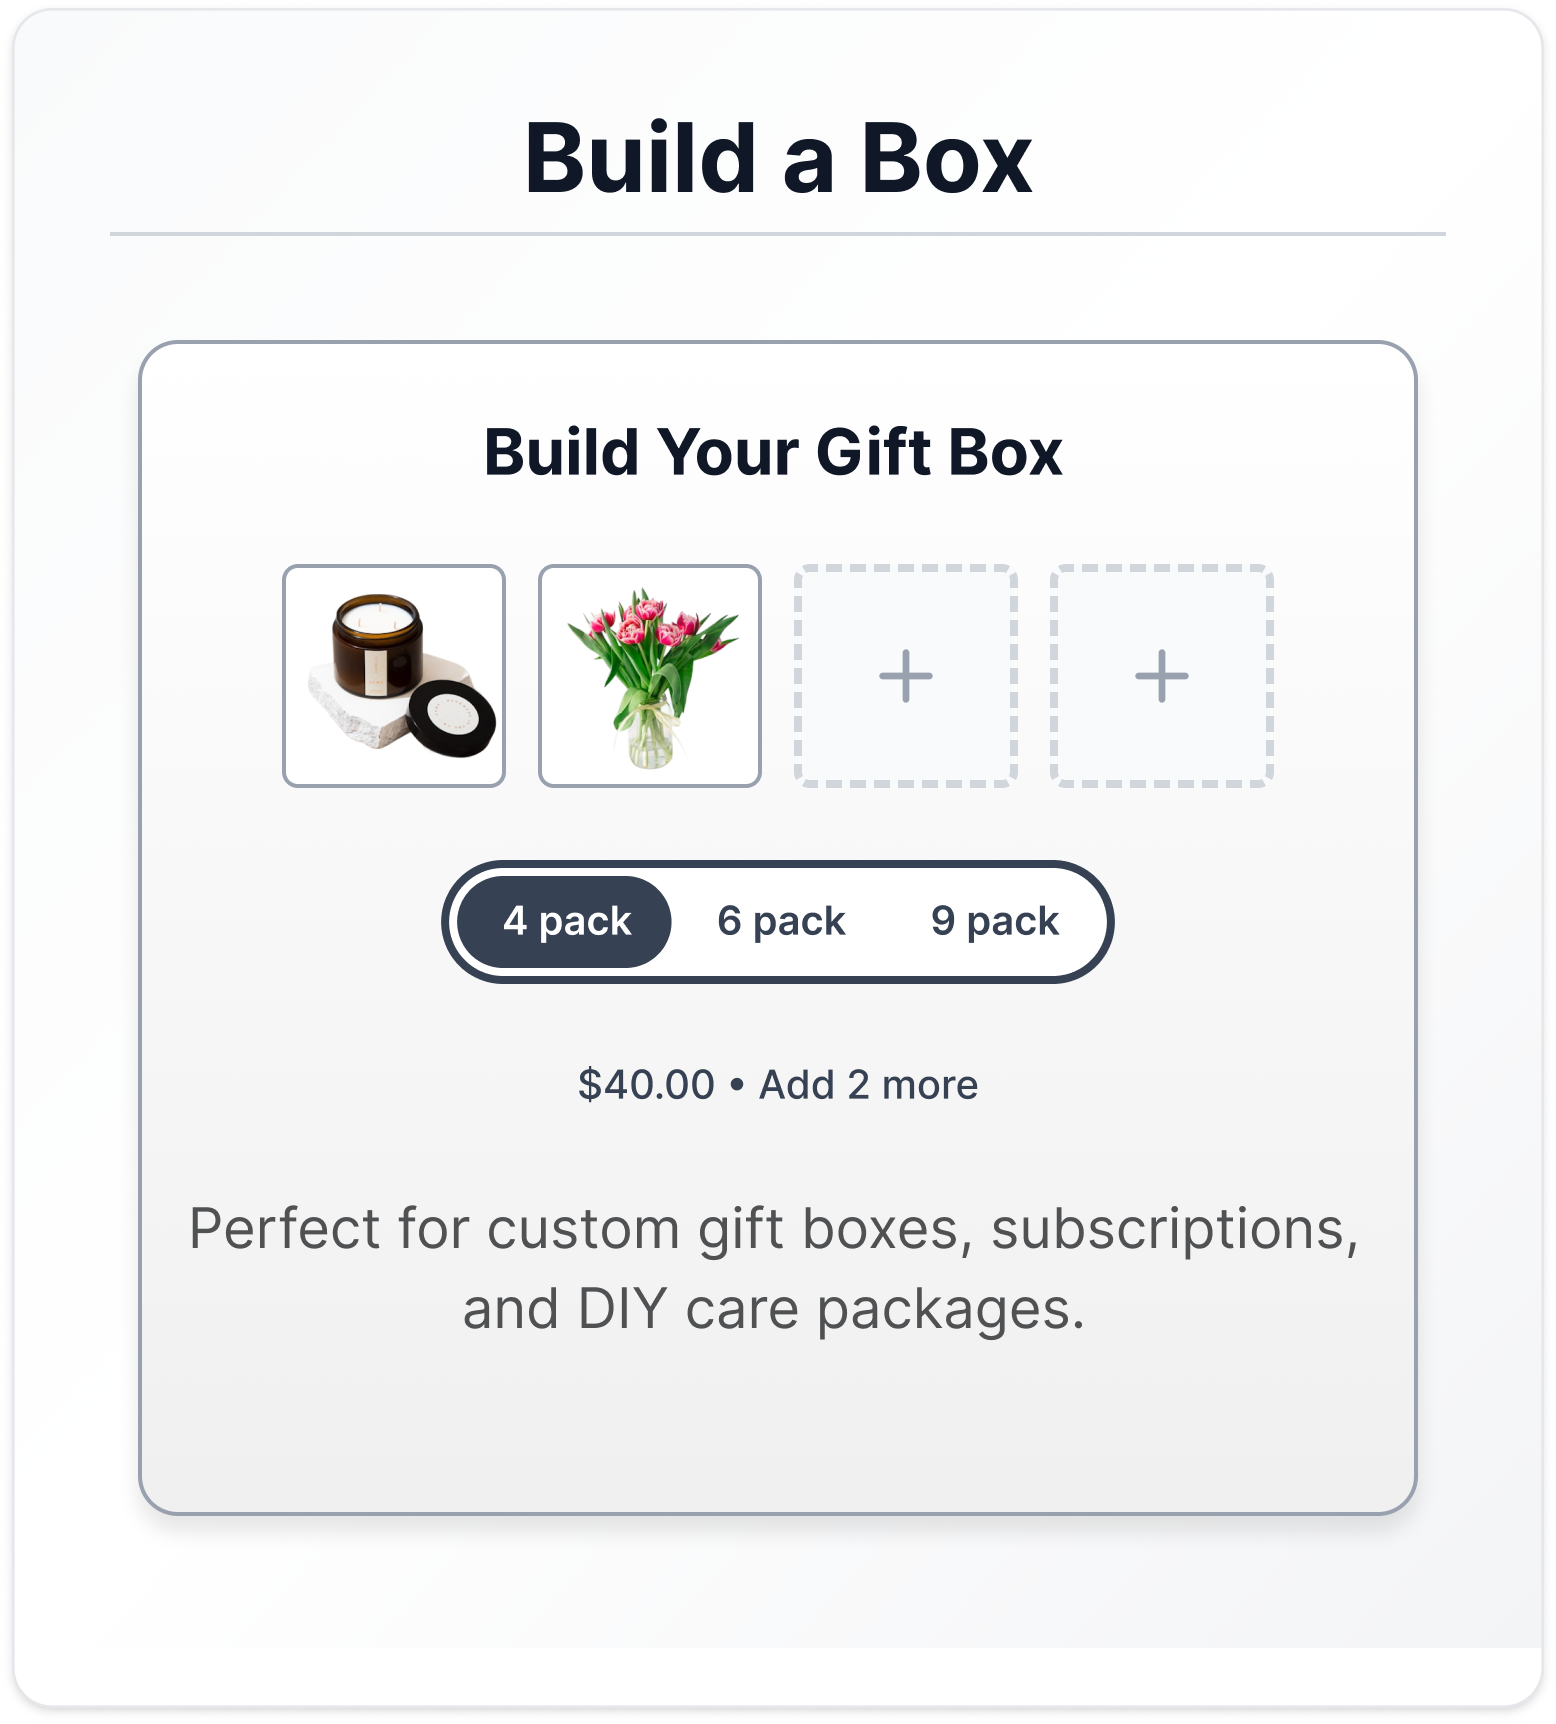 Build a Box
Build Your Gift Box
4 pack 6 pack 9 pack
$40.00 • Add 2 more
Perfect for custom gift boxes, subscriptions,
and DIY care packages.